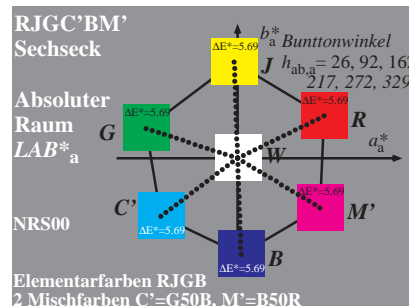 RJGC’BM’
Sechseck
b*a
Bunttonwinkel
hab,a = 26, 92, 162
217, 272, 329
ΔE*=5.69
J
Absoluter
Raum
LAB*a
ΔE*=5.69
G
ΔE*=5.69
R
W
a*a
C’
ΔE*=5.69
ΔE*=5.69
M’
NRS00
ΔE*=5.69
B
Elementarfarben RJGB
2 Mischfarben C’=G50B, M’=B50R